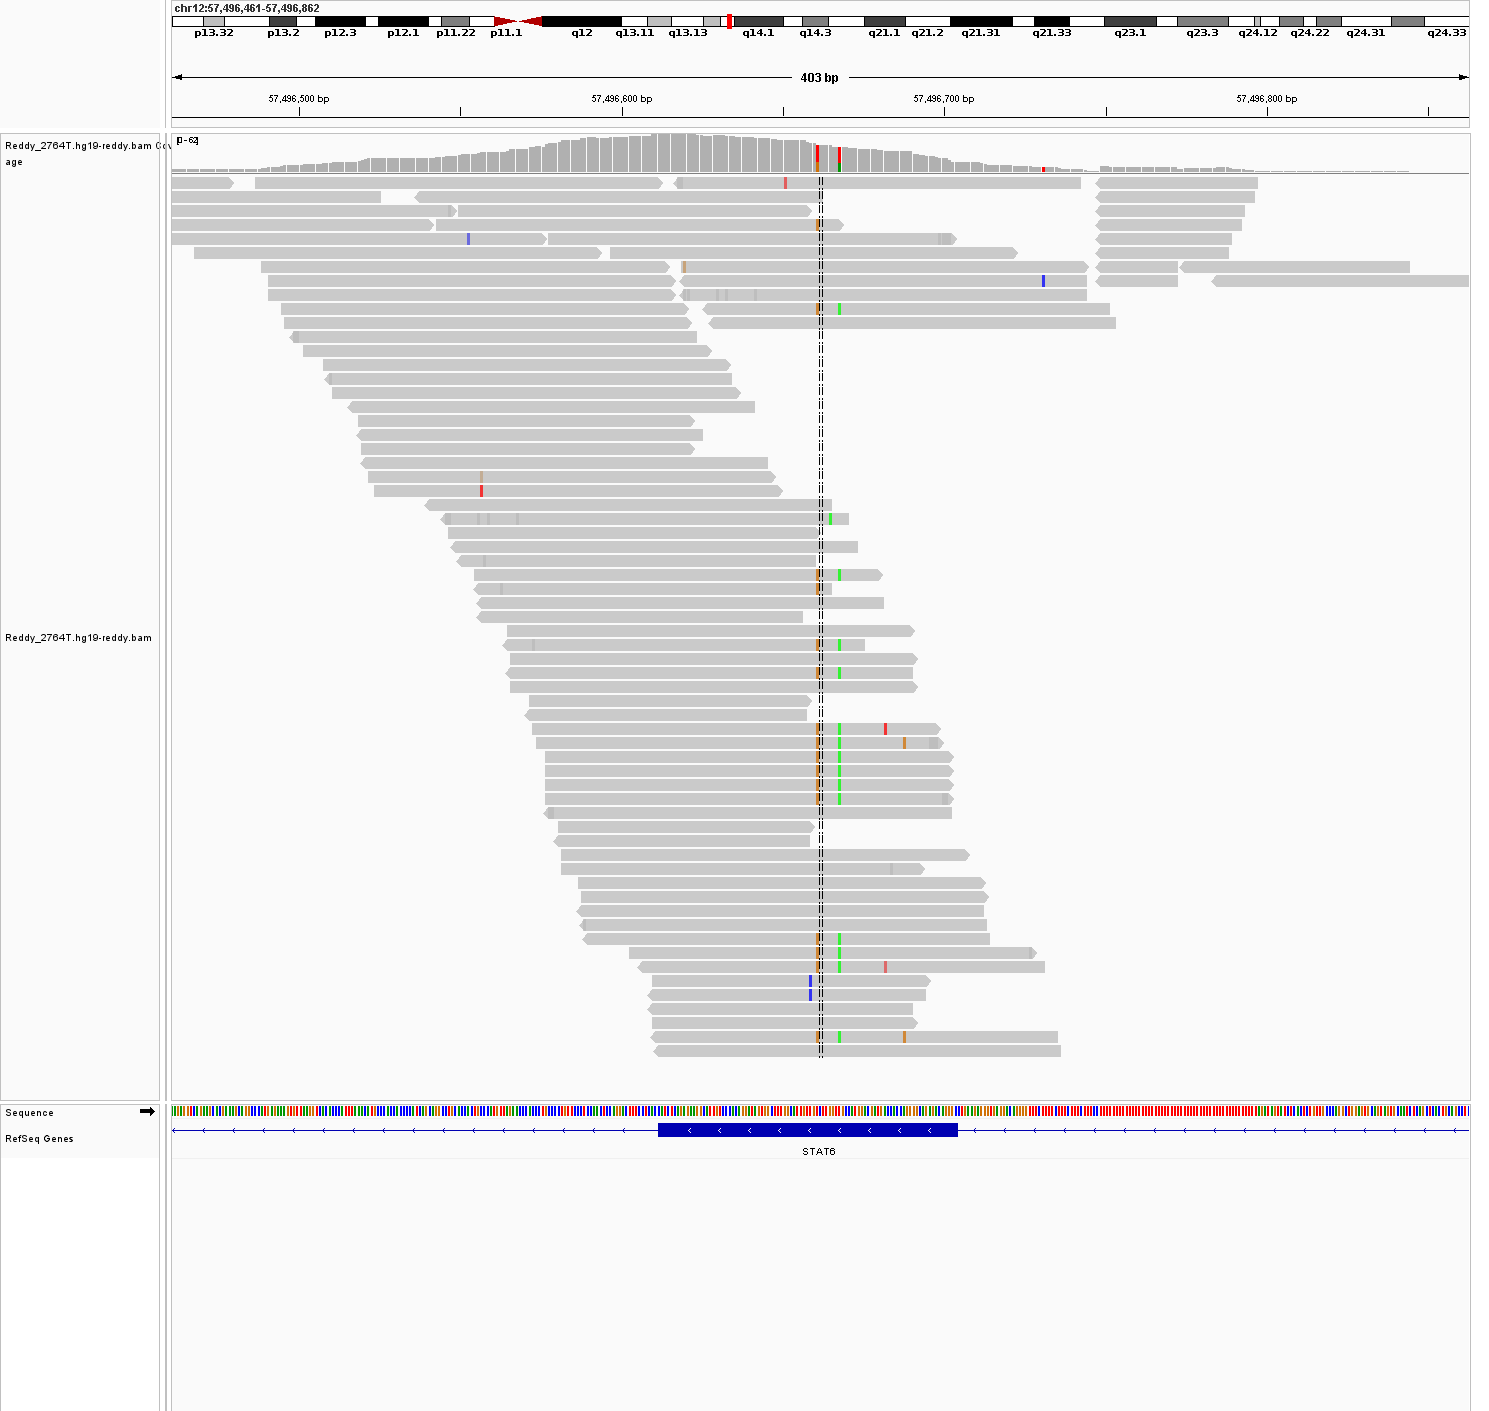 chr12:57,496,461-57,496,862
p13.32 p13.2 p12.3 p12.1 p11.22 p11.1 q12 q13.11 q13.13 q14.1 q14.3 q21.1 q21.2 q21.31 q21.33 q23.1 q23.3 q24.12 q24.22 q24.31 q24.33
403 bp
57,496,500 bp 57,496,600 bp 57,496,700 bp 57,496,800 bp
Reddy_2764T.hg19-reddy.bam Cov
age
[0-62]
Reddy_2764T.hg19-reddy.bam
Sequence
RefSeq Genes
STAT6